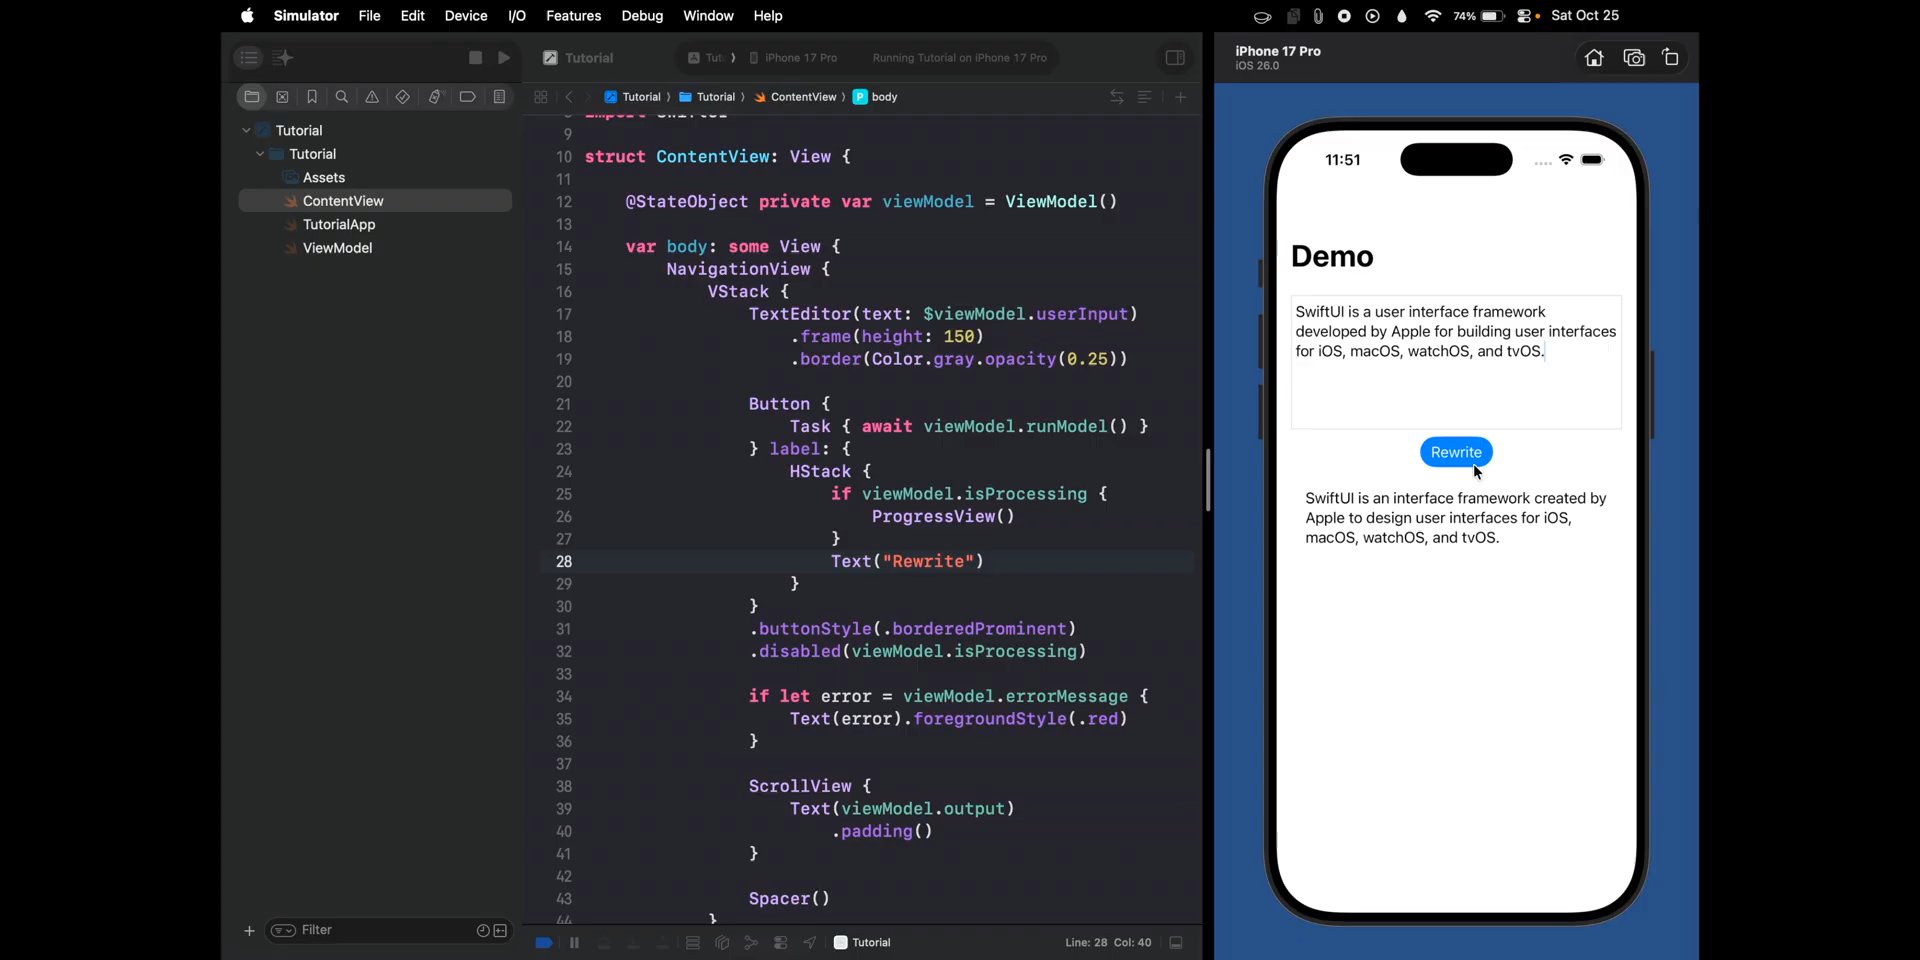 Simulator File Edit Device I/O Features Debug Window Help
74% Sat Oct 25
Tutorial
Tut iPhone 17 Pro Running Tutorial on iPhone 17 Pro
iPhone 17 Pro
iOS 26.0
Tutorial Tutorial ContentView body
Tutorial
Tutorial
Assets
ContentView
TutorialApp
ViewModel
9
10 struct ContentView: View {
11
12 @StateObject private var viewModel = ViewModel()
13
14 var body: some View {
15 NavigationView {
16 VStack {
17 TextEditor(text: $viewModel.userInput)
18 .frame(height: 150)
19 .border(Color.gray.opacity(0.25))
20
21 Button {
22 Task { await viewModel.runModel() }
23 } label: {
24 HStack {
25 if viewModel.isProcessing {
26 ProgressView()
27 }
28 Text("Rewrite")
29 }
30 }
31 .buttonStyle(.borderedProminent)
32 .disabled(viewModel.isProcessing)
33
34 if let error = viewModel.errorMessage {
35 Text(error).foregroundStyle(.red)
36 }
37
38 ScrollView {
39 Text(viewModel.output)
40 .padding()
41 }
42
43 Spacer()
44 }
Filter
Tutorial
Line: 28 Col: 40
11:51
Demo
SwiftUI is a user interface framework
developed by Apple for building user interfaces
for iOS, macOS, watchOS, and tvOS.
Rewrite
SwiftUI is an interface framework created by
Apple to design user interfaces for iOS,
macOS, watchOS, and tvOS.